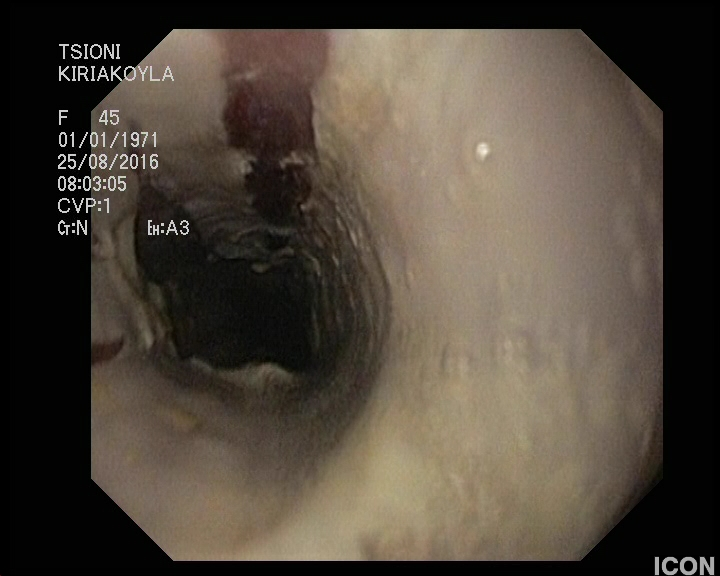 TSIONI
KIRIAKOYLA
F 45
01/01/1971
25/08/2016
08:03:05
CVP:1
Cr:N Eh:A3
ICON